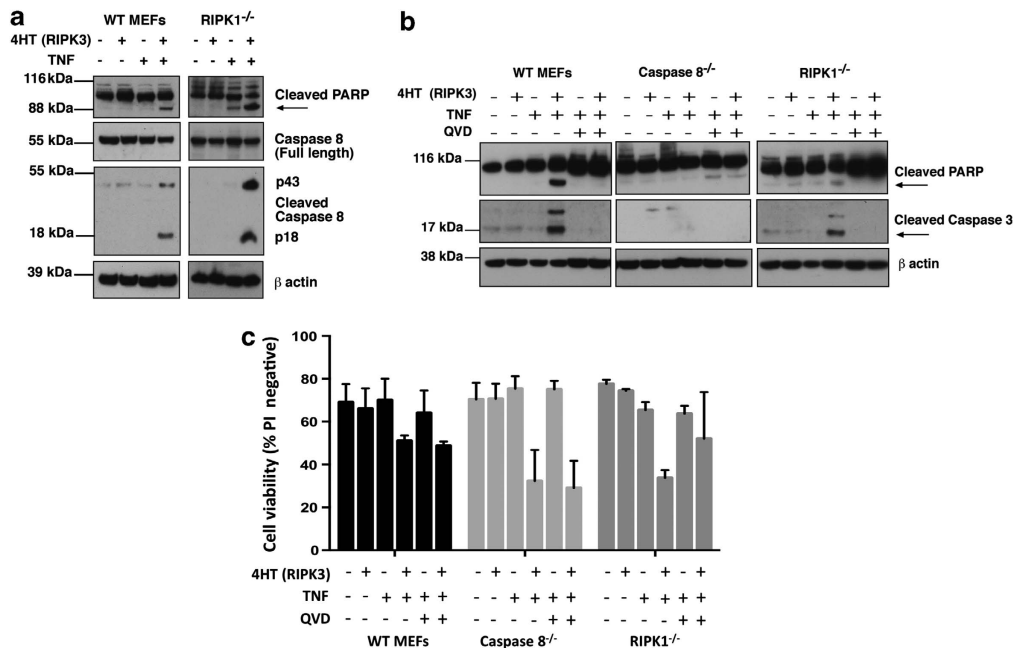 a
WT MEFs RIPK1-/-
4HT (RIPK3) - + - + - + - +
TNF - - + + - - + +
116 kDa
88 kDa
Cleaved PARP
55 kDa
Caspase 8
(Full length)
55 kDa
p43
Cleaved
Caspase 8
18 kDa
p18
39 kDa
β actin
b
WT MEFs Caspase 8-/- RIPK1-/-
4HT (RIPK3) - + - + - + - + - + - + - + - + - +
TNF - - + + + + - - + + + + - - + + + +
QVD - - - - + + - - - - + + - - - - + +
116 kDa
Cleaved PARP
17 kDa
Cleaved Caspase 3
38 kDa
β actin
c
Cell viability (% PI negative)
100
80
60
40
20
0
4HT (RIPK3) - + - + - + - + - + - + - + - + - +
TNF - - + + + + - - + + + + - - + + + +
QVD - - - - + + - - - - + + - - - - + +
WT MEFs Caspase 8-/- RIPK1-/-